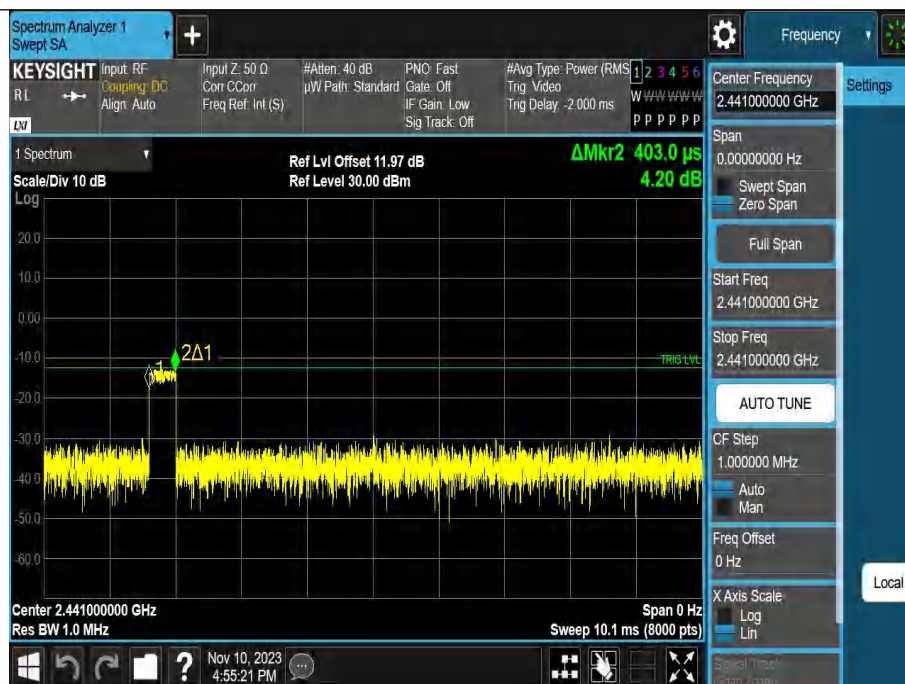 Spectrum Analyzer 1
Swept SA
Frequency
KEYSIGHT
Input: RF
Coupling: DC
Align: Auto
Input Z: 50 Ω
Corr CCorr
Freq Ref: Int (S)
#Atten: 40 dB
µW Path: Standard
PNO: Fast
Gate: Off
IF Gain: Low
Sig Track: Off
#Avg Type: Power (RMS
Trig: Video
Trig Delay: -2.000 ms
1 2 3 4 5 6
W W W W W W
P P P P P P
R L
LXI
Center Frequency
2.441000000 GHz
Settings
1 Spectrum
Ref Lvl Offset 11.97 dB
ΔMkr2 403.0 µs
Scale/Div 10 dB
Ref Level 30.00 dBm
4.20 dB
Log
20.0
10.0
0.00
-10.0
-20.0
-30.0
-40.0
-50.0
-60.0
1
2Δ1
TRIG LVL
Span
0.00000000 Hz
Swept Span
Zero Span
Full Span
Start Freq
2.441000000 GHz
Stop Freq
2.441000000 GHz
AUTO TUNE
CF Step
1.000000 MHz
Auto
Man
Freq Offset
0 Hz
X Axis Scale
Log
Lin
Local
Center 2.441000000 GHz
Span 0 Hz
Res BW 1.0 MHz
Sweep 10.1 ms (8000 pts)
?
Nov 10, 2023
4:55:21 PM